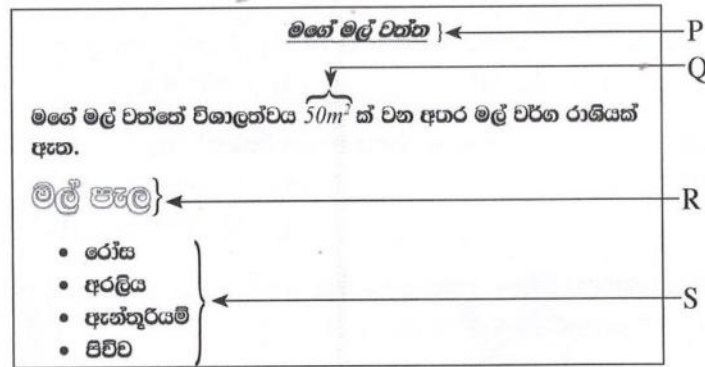 මගේ මල් වත්ත P
Q
මගේ මල් වත්තේ විශාලත්වය 50m² ක් වන අතර මල් වර්ග රාශියක්
ඇත.
මල් පැල R
• රෝස
• අරලිය
• ඇන්තූරියම් S
• පිච්ච